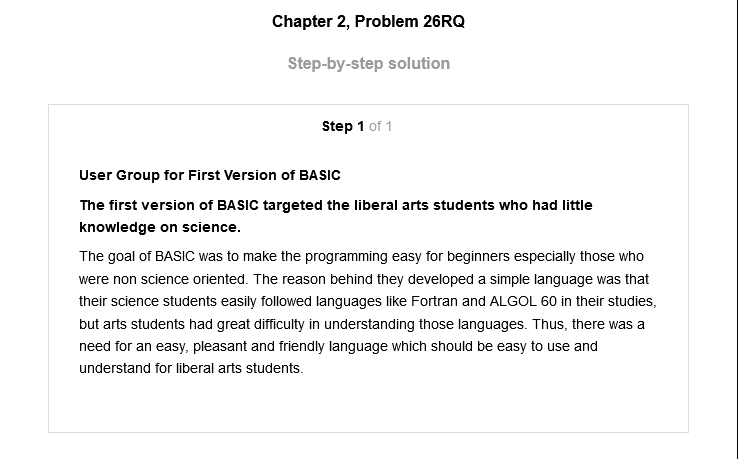 Chapter 2, Problem 26RQ
Step-by-step solution
Step 1 of 1
User Group for First Version of BASIC
The first version of BASIC targeted the liberal arts students who had little
knowledge on science.
The goal of BASIC was to make the programming easy for beginners especially those who
were non science oriented. The reason behind they developed a simple language was that
their science students easily followed languages like Fortran and ALGOL 60 in their studies,
but arts students had great difficulty in understanding those languages. Thus, there was a
need for an easy, pleasant and friendly language which should be easy to use and
understand for liberal arts students.